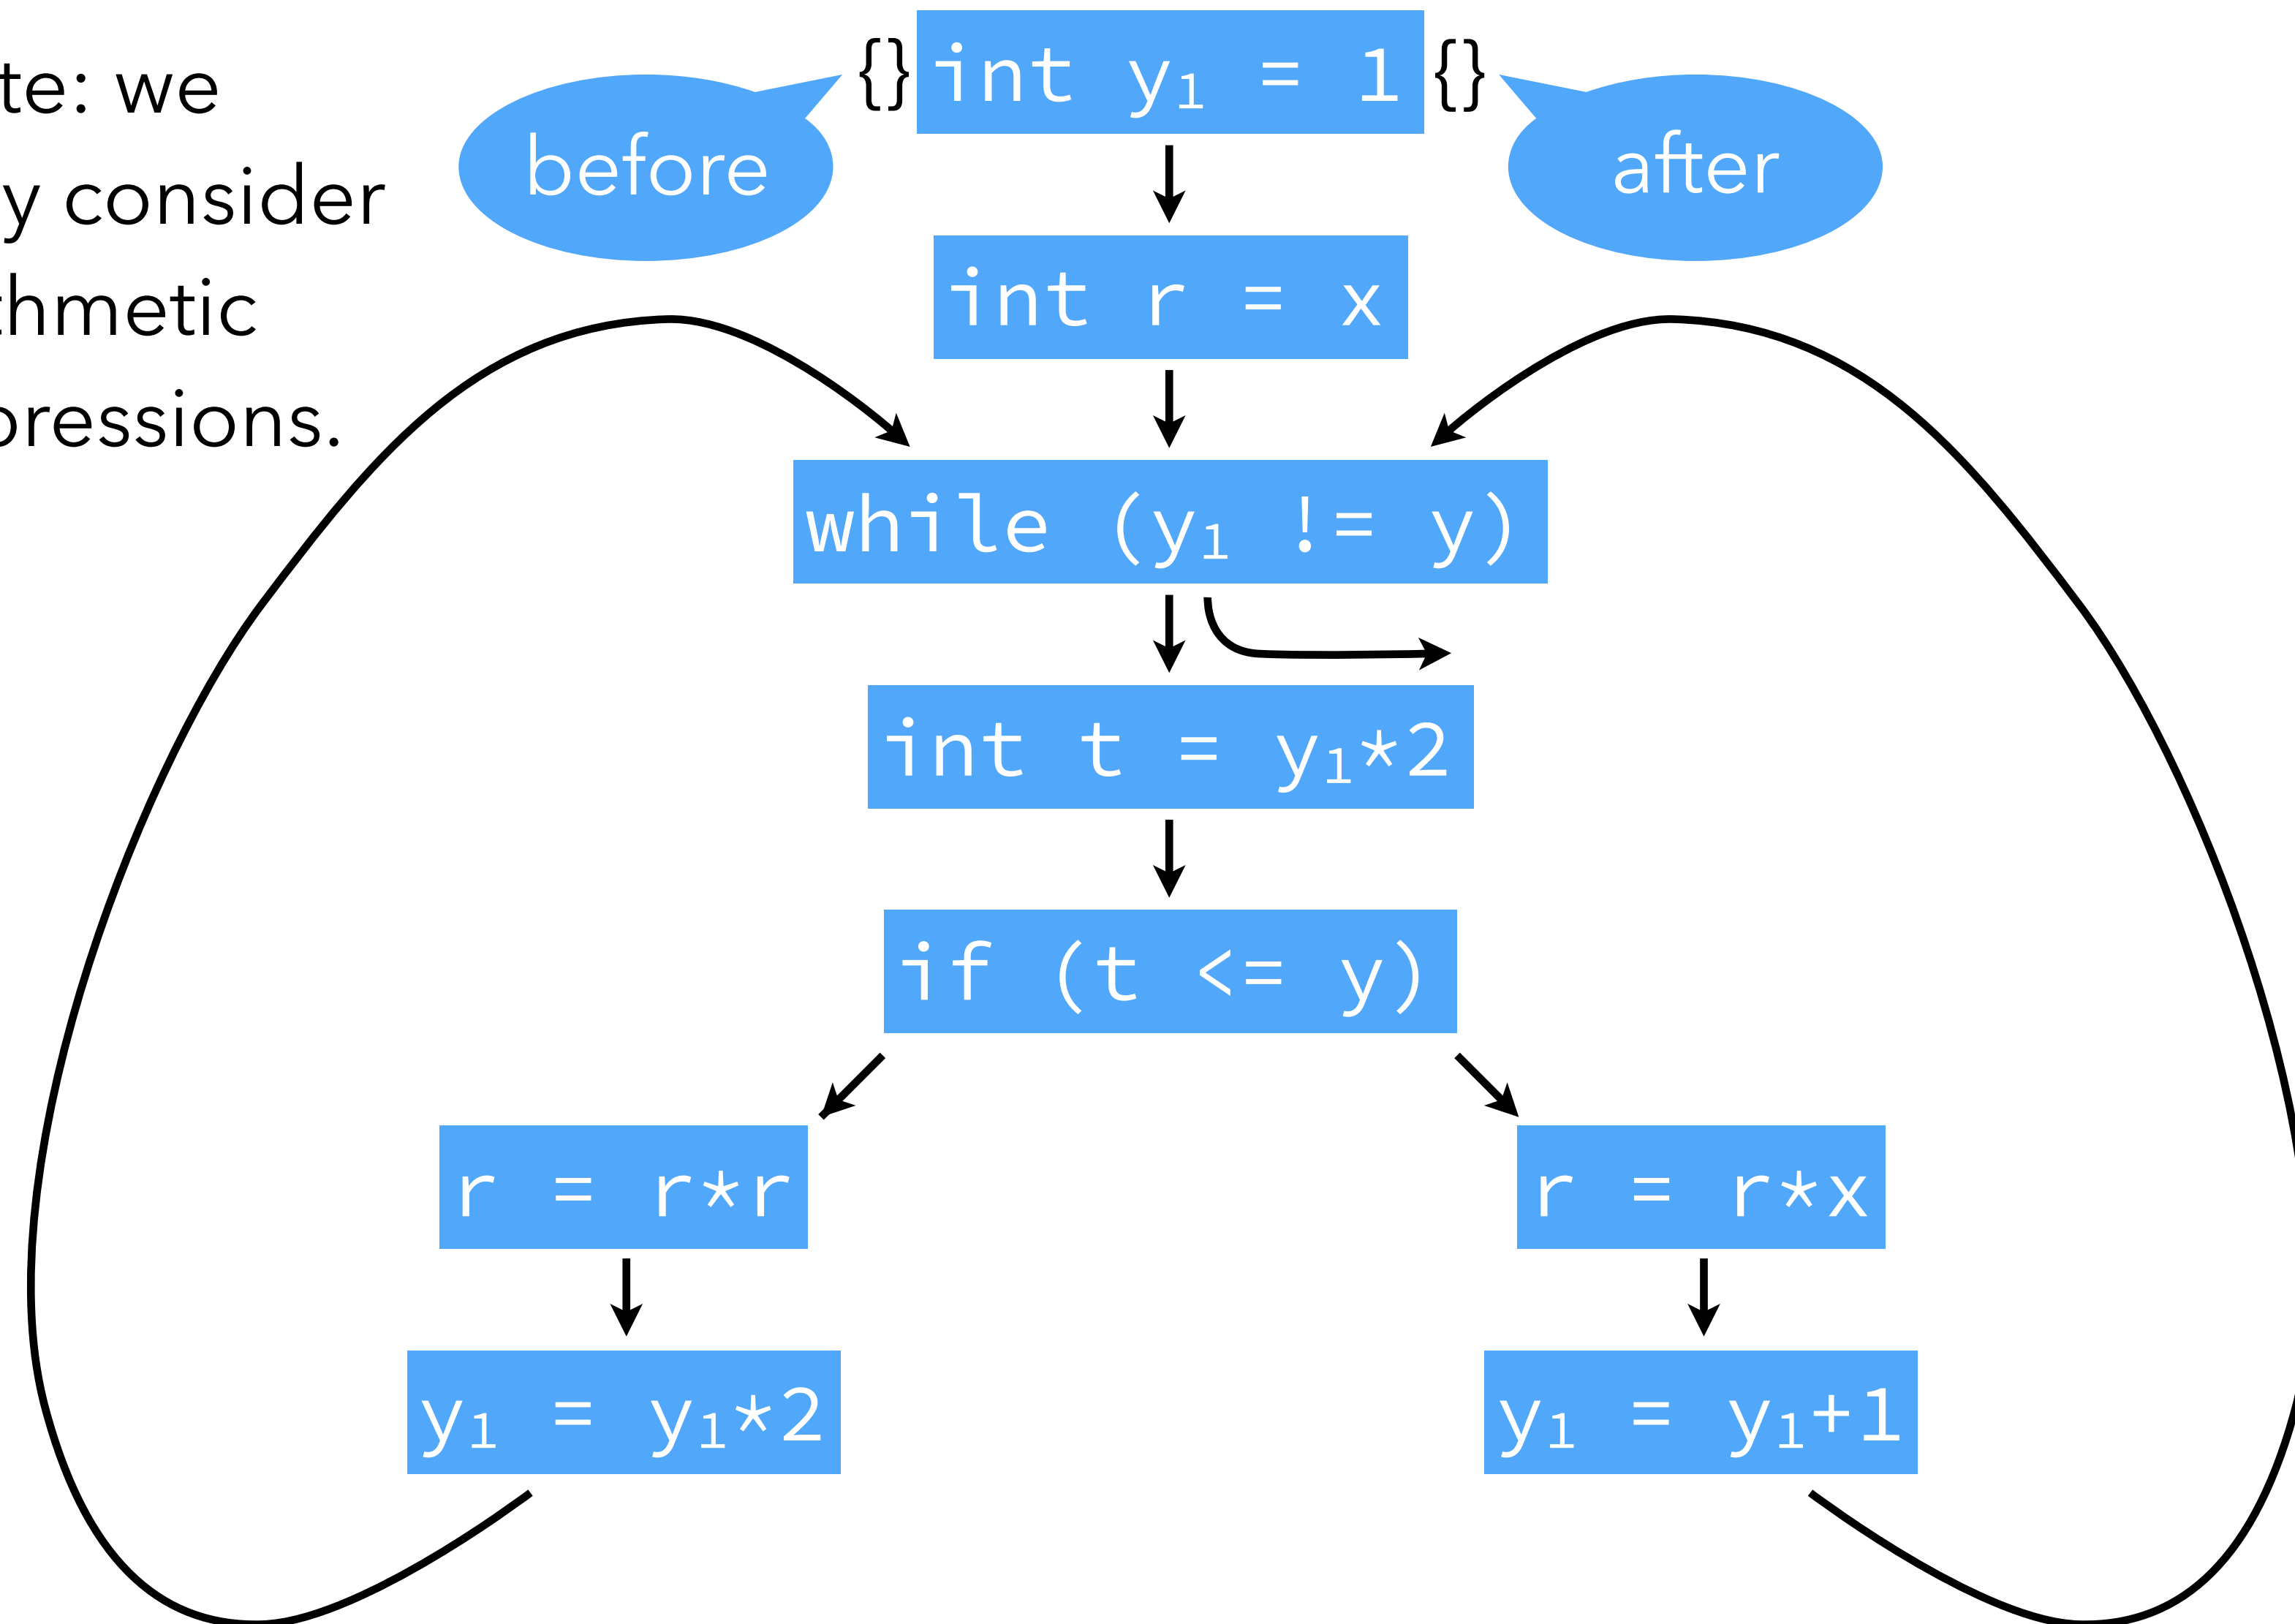 te: we
y consider
hmetic
ressions.
before
{}
int y₁ = 1
{}
after
int r = x
while (y₁ != y)
int t = y₁*2
if (t <= y)
r = r*r
r = r*x
y₁ = y₁*2
y₁ = y₁+1